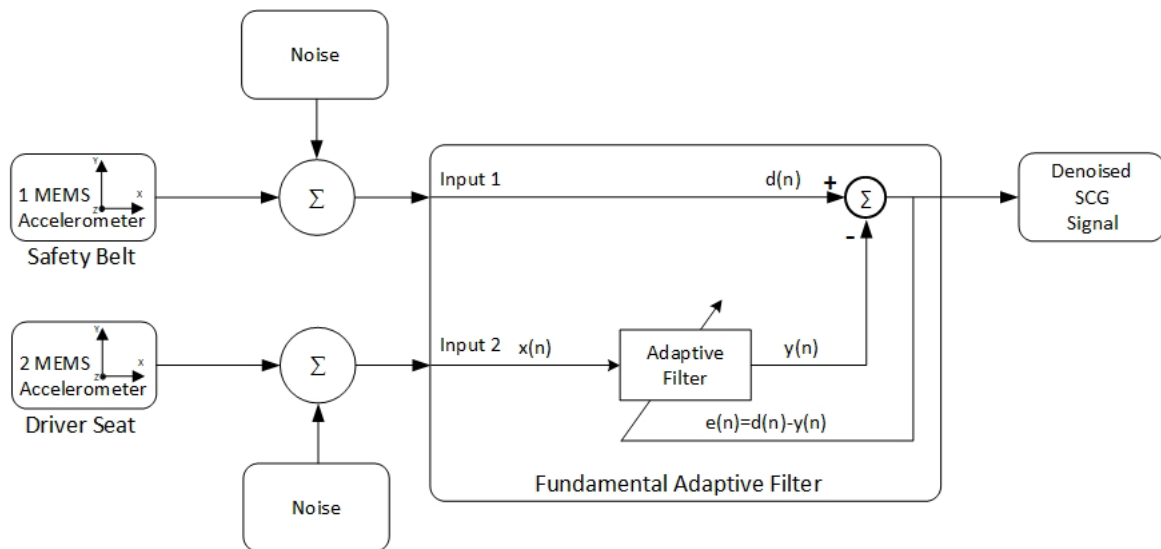 Noise
Y
1 MEMS
X
Z
Accelerometer
Safety Belt
Σ
Input 1
d(n)
+
Σ
-
Denoised
SCG
Signal
Y
2 MEMS
X
Z
Accelerometer
Driver Seat
Σ
Input 2
x(n)
Adaptive
Filter
y(n)
e(n)=d(n)-y(n)
Fundamental Adaptive Filter
Noise